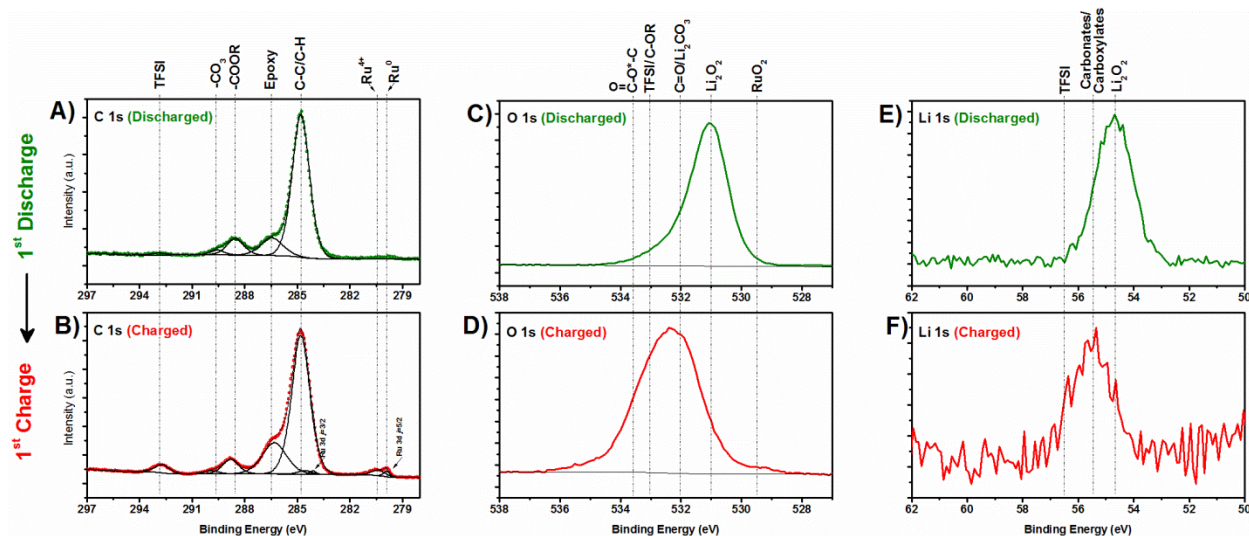 1st Discharge
1st Charge
TFSI
-CO3
-COOR
Epoxy
C-C/C-H
Ru4+
Ru0
A)
C 1s (Discharged)
Intensity (a.u.)
297 294 291 288 285 282 279
B)
C 1s (Charged)
Ru 3d j=3/2
Ru 3d j=5/2
Intensity (a.u.)
297 294 291 288 285 282 279
Binding Energy (eV)
O
=
C-O*-C
TFSI/ C-OR
C=O/Li2CO3
Li2O2
RuO2
C)
O 1s (Discharged)
538 536 534 532 530 528
D)
O 1s (Charged)
538 536 534 532 530 528
Binding Energy (eV)
TFSI
Carbonates/
Carboxylates
Li2O2
E)
Li 1s (Discharged)
62 60 58 56 54 52 50
F)
Li 1s (Charged)
62 60 58 56 54 52 50
Binding Energy (eV)